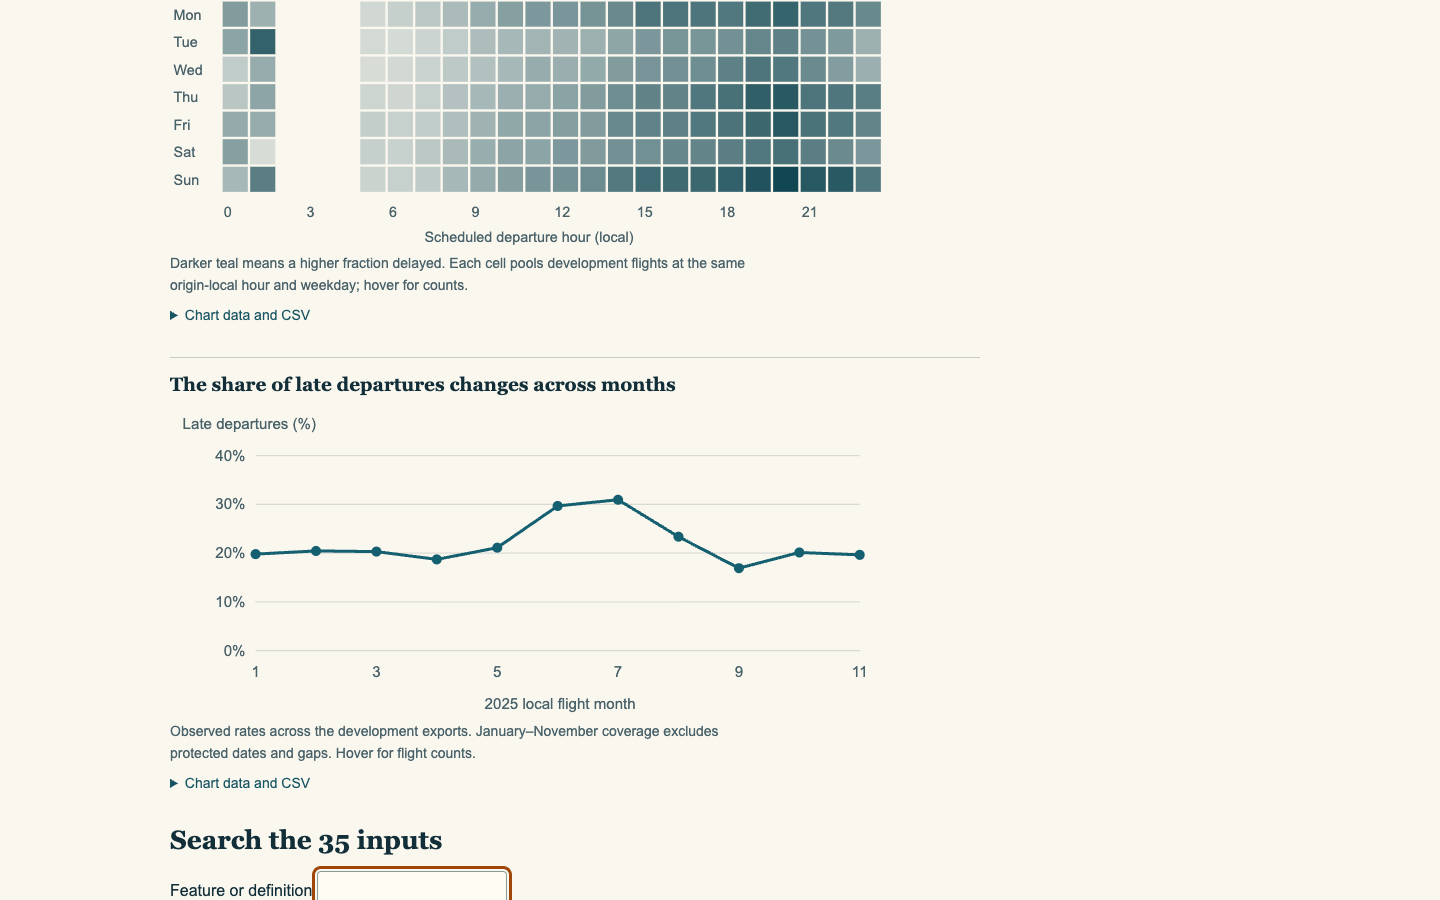 Mon
Tue
Wed
Thu
Fri
Sat
Sun
0 3 6 9 12 15 18 21
Scheduled departure hour (local)
Darker teal means a higher fraction delayed. Each cell pools development flights at the same
origin-local hour and weekday; hover for counts.
Chart data and CSV
The share of late departures changes across months
Late departures (%)
40%
30%
20%
10%
0%
1 3 5 7 9 11
2025 local flight month
Observed rates across the development exports. January–November coverage excludes
protected dates and gaps. Hover for flight counts.
Chart data and CSV
Search the 35 inputs
Feature or definition